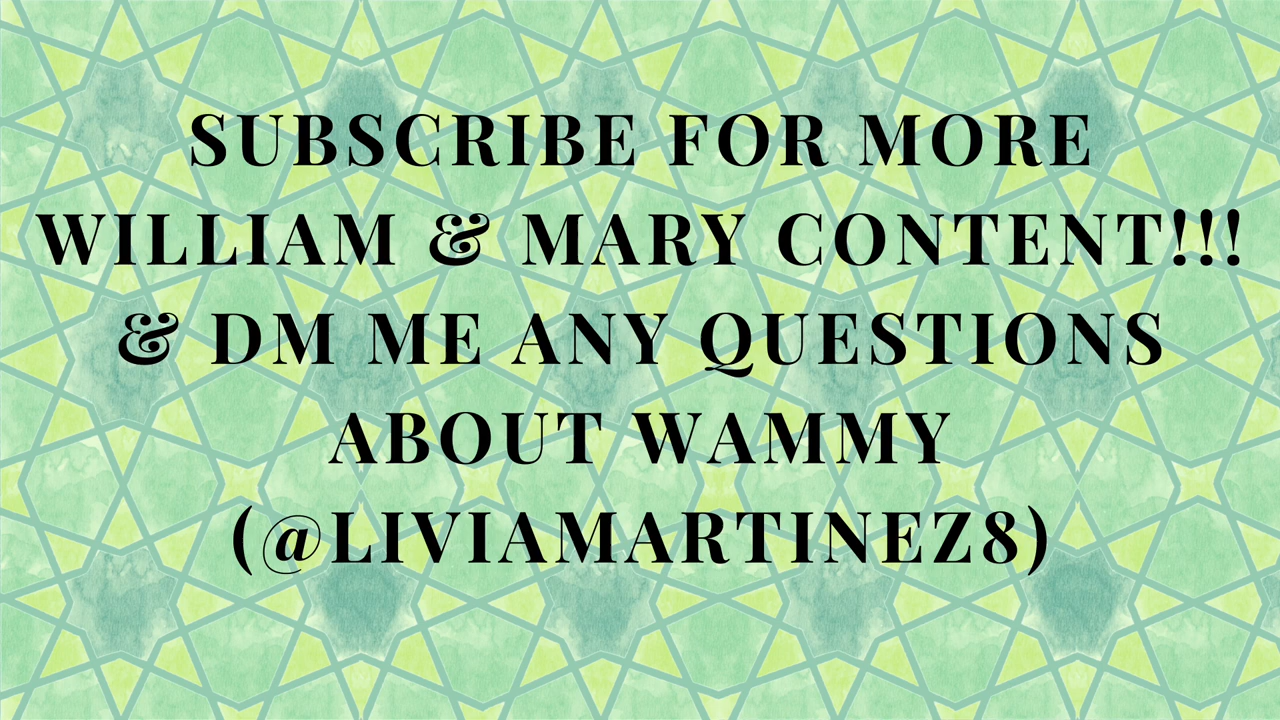 SUBSCRIBE FOR MORE
WILLIAM & MARY CONTENT!!!
& DM ME ANY QUESTIONS
ABOUT WAMMY
(@LIVIAMARTINEZ8)